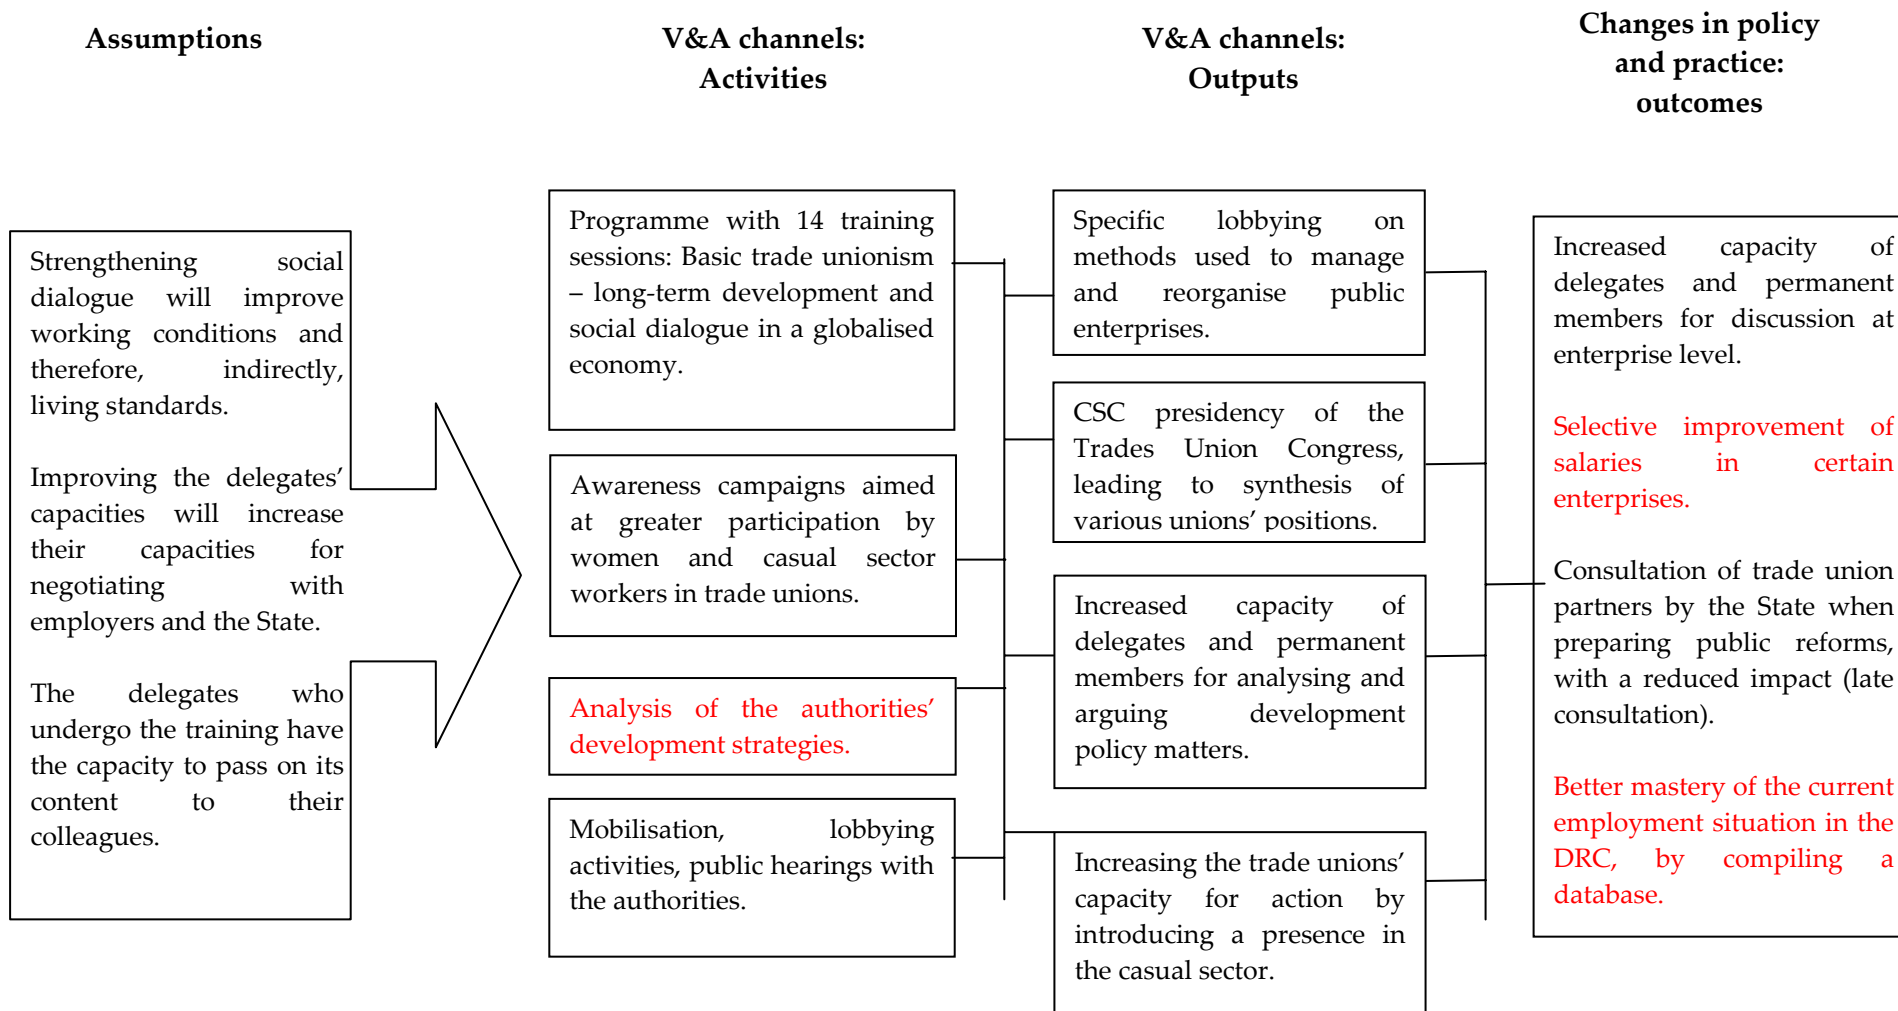 Assumptions
V&A channels:
Activities
V&A channels:
Outputs
Changes in policy
and practice:
outcomes
Strengthening social
dialogue will improve
working conditions and
therefore, indirectly,
living standards.
Improving the delegates’
capacities will increase
their capacities for
negotiating with
employers and the State.
The delegates who
undergo the training have
the capacity to pass on its
content to their
colleagues.
Programme with 14 training
sessions: Basic trade unionism
– long-term development and
social dialogue in a globalised
economy.
Awareness campaigns aimed
at greater participation by
women and casual sector
workers in trade unions.
Analysis of the authorities’
development strategies.
Mobilisation, lobbying
activities, public hearings with
the authorities.
Specific lobbying on
methods used to manage
and reorganise public
enterprises.
CSC presidency of the
Trades Union Congress,
leading to synthesis of
various unions’ positions.
Increased capacity of
delegates and permanent
members for analysing and
arguing development
policy matters.
Increasing the trade unions’
capacity for action by
introducing a presence in
the casual sector.
Increased capacity of
delegates and permanent
members for discussion at
enterprise level.
Selective improvement of
salaries in certain
enterprises.
Consultation of trade union
partners by the State when
preparing public reforms,
with a reduced impact (late
consultation).
Better mastery of the current
employment situation in the
DRC, by compiling a
database.